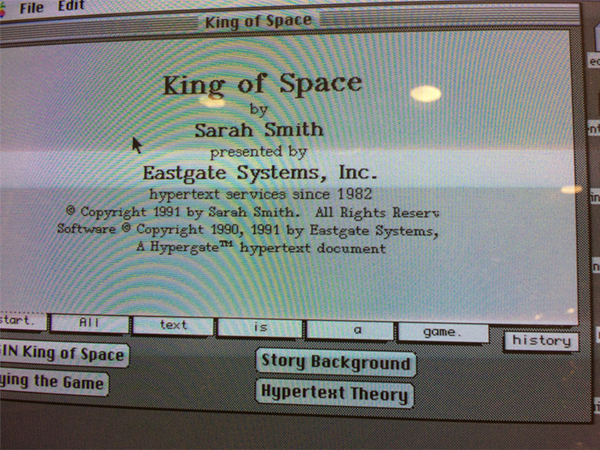 File Edit
King of Space
King of Space
by
Sarah Smith
presented by
Eastgate Systems, Inc.
hypertext services since 1982
© Copyright 1991 by Sarah Smith. All Rights Reserv
Software © Copyright 1990, 1991 by Eastgate Systems,
A Hypergate™ hypertext document
start. All text is a game. history
IN King of Space Story Background
ying the Game Hypertext Theory